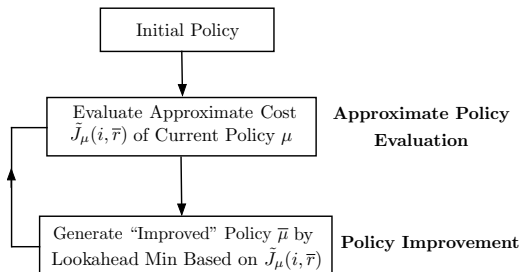 Initial Policy
Evaluate Approximate Cost
J̃μ(i, r̄) of Current Policy μ
Approximate Policy
Evaluation
Generate “Improved” Policy μ̄ by
Lookahead Min Based on J̃μ(i, r̄)
Policy Improvement